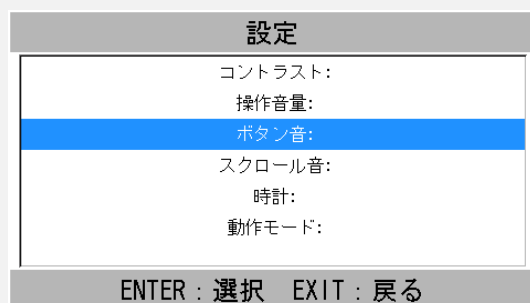 設定
コントラスト:
操作音量:
ボタン音:
スクロール音:
時計:
動作モード:
ENTER：選択　EXIT：戻る